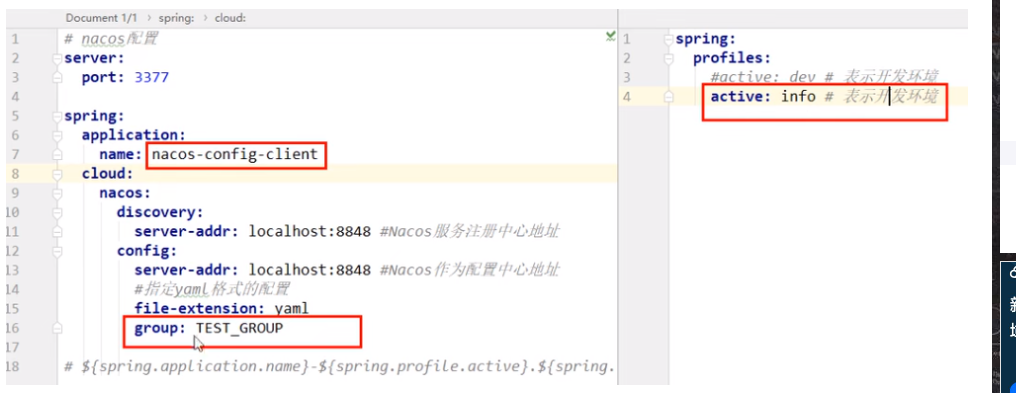 Document 1/1 › spring: › cloud:
1 # nacos配置
2 server:
3 port: 3377
4
5 spring:
6 application:
7 name: nacos-config-client
8 cloud:
9 nacos:
10 discovery:
11 server-addr: localhost:8848 #Nacos服务注册中心地址
12 config:
13 server-addr: localhost:8848 #Nacos作为配置中心地址
14 #指定yaml格式的配置
15 file-extension: yaml
16 group: TEST_GROUP
17
18 # ${spring.application.name}-${spring.profile.active}.${spring.
1 spring:
2 profiles:
3 #active: dev # 表示开发环境
4 active: info # 表示开发环境